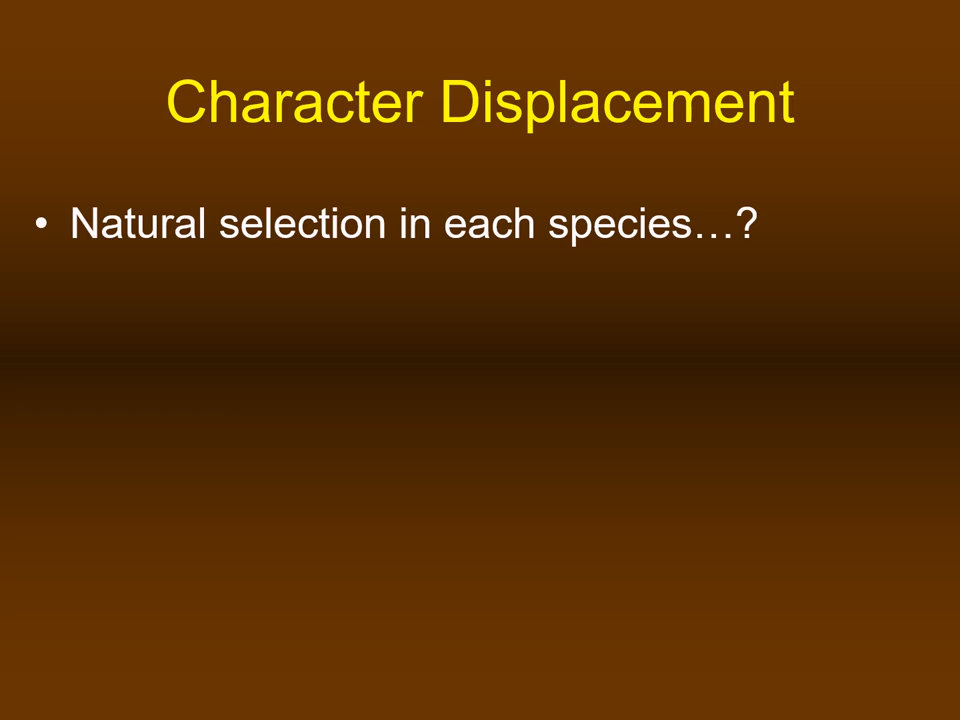 Character Displacement
• Natural selection in each species…?